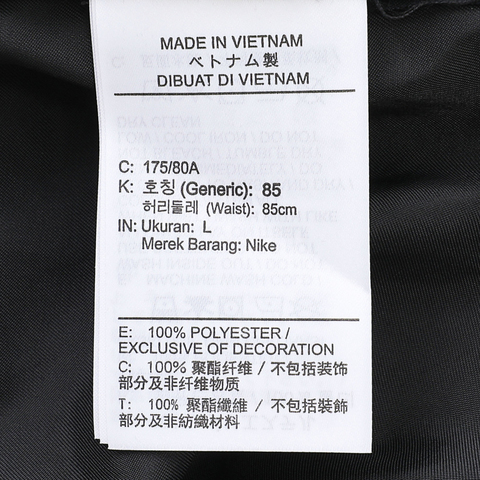 MADE IN VIETNAM
ベトナム製
DIBUAT DI VIETNAM
C: 175/80A
K: 호칭 (Generic): 85
허리둘레 (Waist): 85cm
IN: Ukuran: L
Merek Barang: Nike
E: 100% POLYESTER /
EXCLUSIVE OF DECORATION
C: 100% 聚酯纤维 / 不包括装饰
部分及非纤维物质
T: 100% 聚酯纖維 / 不包括裝飾
部分及非紡織材料